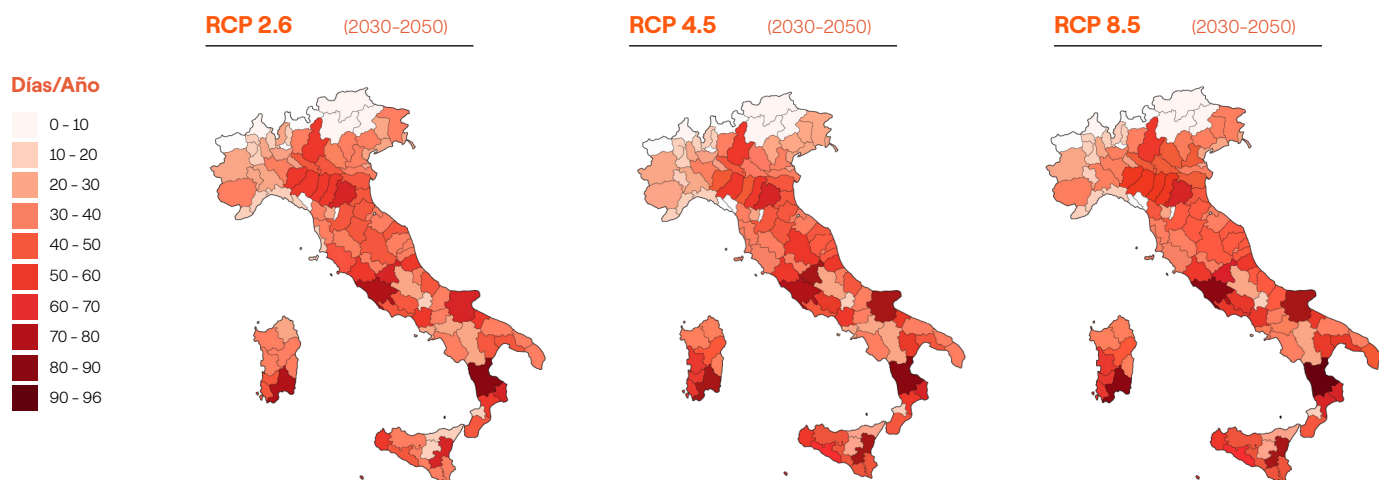 RCP 2.6 (2030-2050)
RCP 4.5 (2030-2050)
RCP 8.5 (2030-2050)
Días/Año
0 - 10
10 - 20
20 - 30
30 - 40
40 - 50
50 - 60
60 - 70
70 - 80
80 - 90
90 - 96